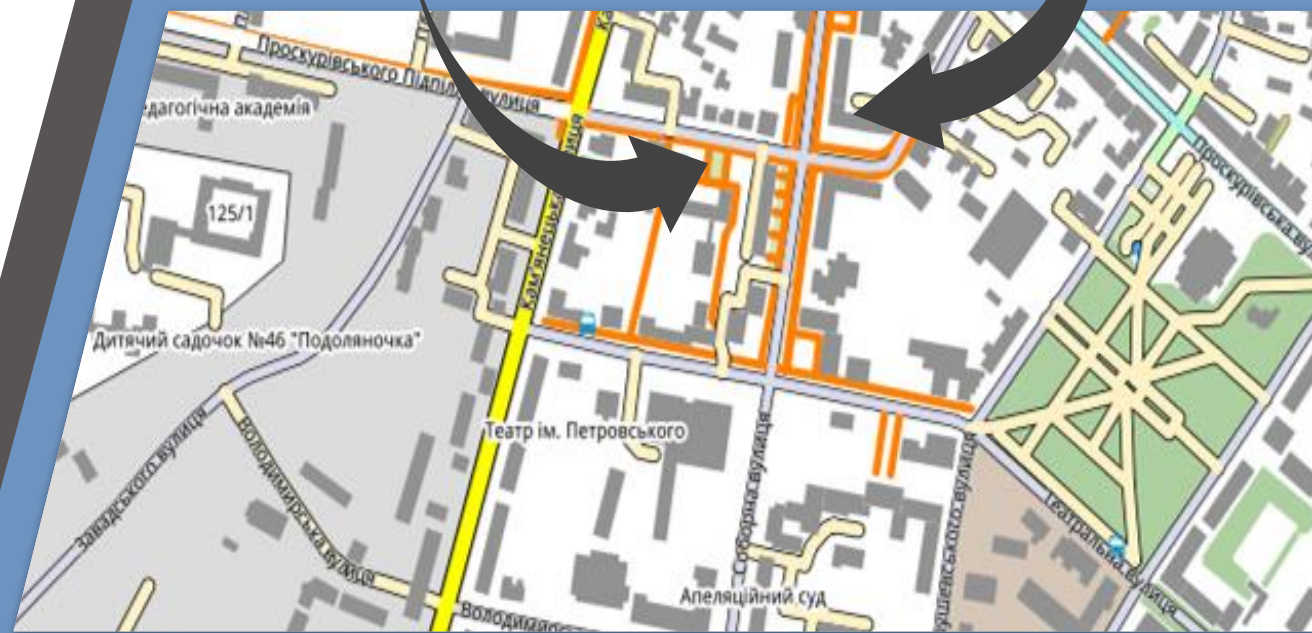 Проскурівського Підпілля вулиця
едагогічна академія
125/1
Дитячий садочок №46 "Подоляночка"
Кам'янецька
Проскурівська ву
Театр ім. Петровського
Завадського вулиця
Володимирська вулиця
Соборна вулиця
ушевського вулиця
Театральна вулиця
Апеляційний суд